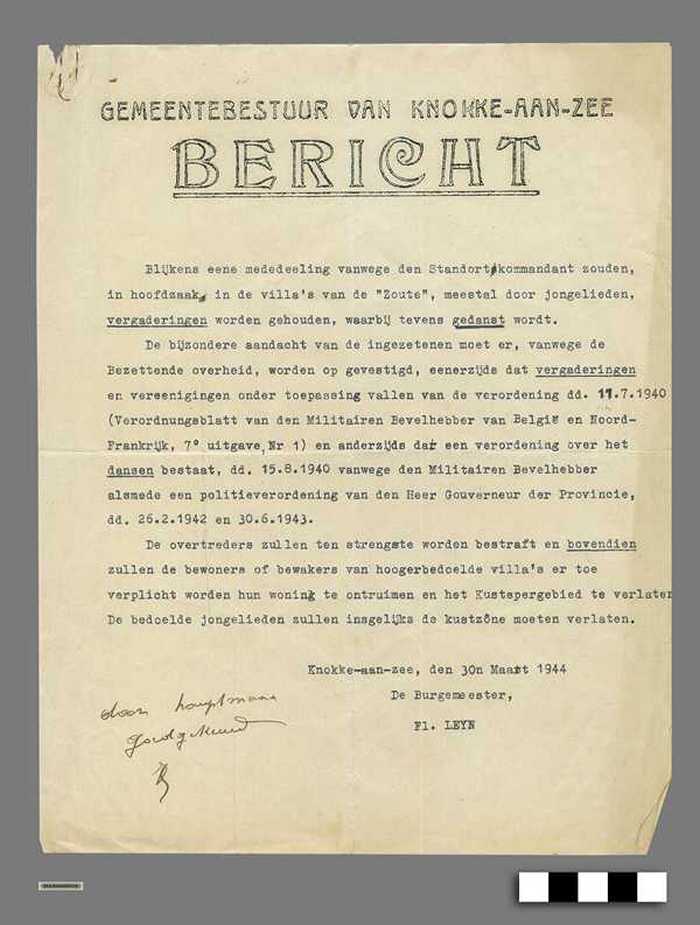 GEMEENTEBESTUUR VAN KNOKKE-AAN-ZEE
BERICHT
Blijkens eene mededeeling vanwege den Standortkommandant zouden,
in hoofdzaak, in de villa's van de "Zoute", meestal door jongelieden,
vergaderingen worden gehouden, waarbij tevens gedanst wordt.
De bijzondere aandacht van de ingezetenen moet er, vanwege de
Bezettende overheid, worden op gevestigd, eenerzijds dat vergaderingen
en vereenigingen onder toepassing vallen van de verordening dd. 11.7.1940
(Verordnungsblatt van den Militairen Bevelhebber van België en Noord-
Frankrijk, 7° uitgave, Nr 1) en anderzijds dat een verordening over het
dansen bestaat, dd. 15.8.1940 vanwege den Militairen Bevelhebber
alsmede een politieverordening van den Heer Gouverneur der Provincie,
dd. 26.2.1942 en 30.6.1943.
De overtreders zullen ten strengste worden bestraft en bovendien
zullen de bewoners of bewakers van hoogerbedoelde villa's er toe
verplicht worden hun woning te ontruimen en het Kustspergebied te verlaten
De bedoelde jongelieden zullen insgelijks de kustzône moeten verlaten.
Knokke-aan-zee, den 30n Maart 1944
De Burgemeester,
Fl. LEYN
door hauptmann
goedgekeurd